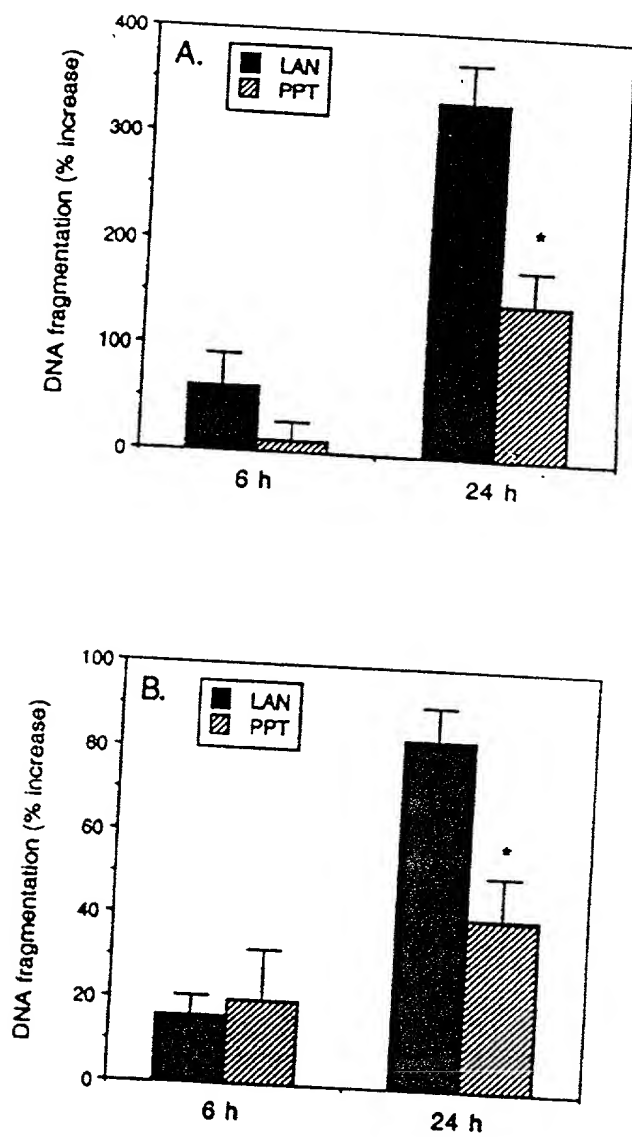 A.
LAN
PPT
DNA fragmentation (% increase)
400
300
200
100
0
*
6 h
24 h
B.
LAN
PPT
DNA fragmentation (% increase)
100
80
60
40
20
0
*
6 h
24 h